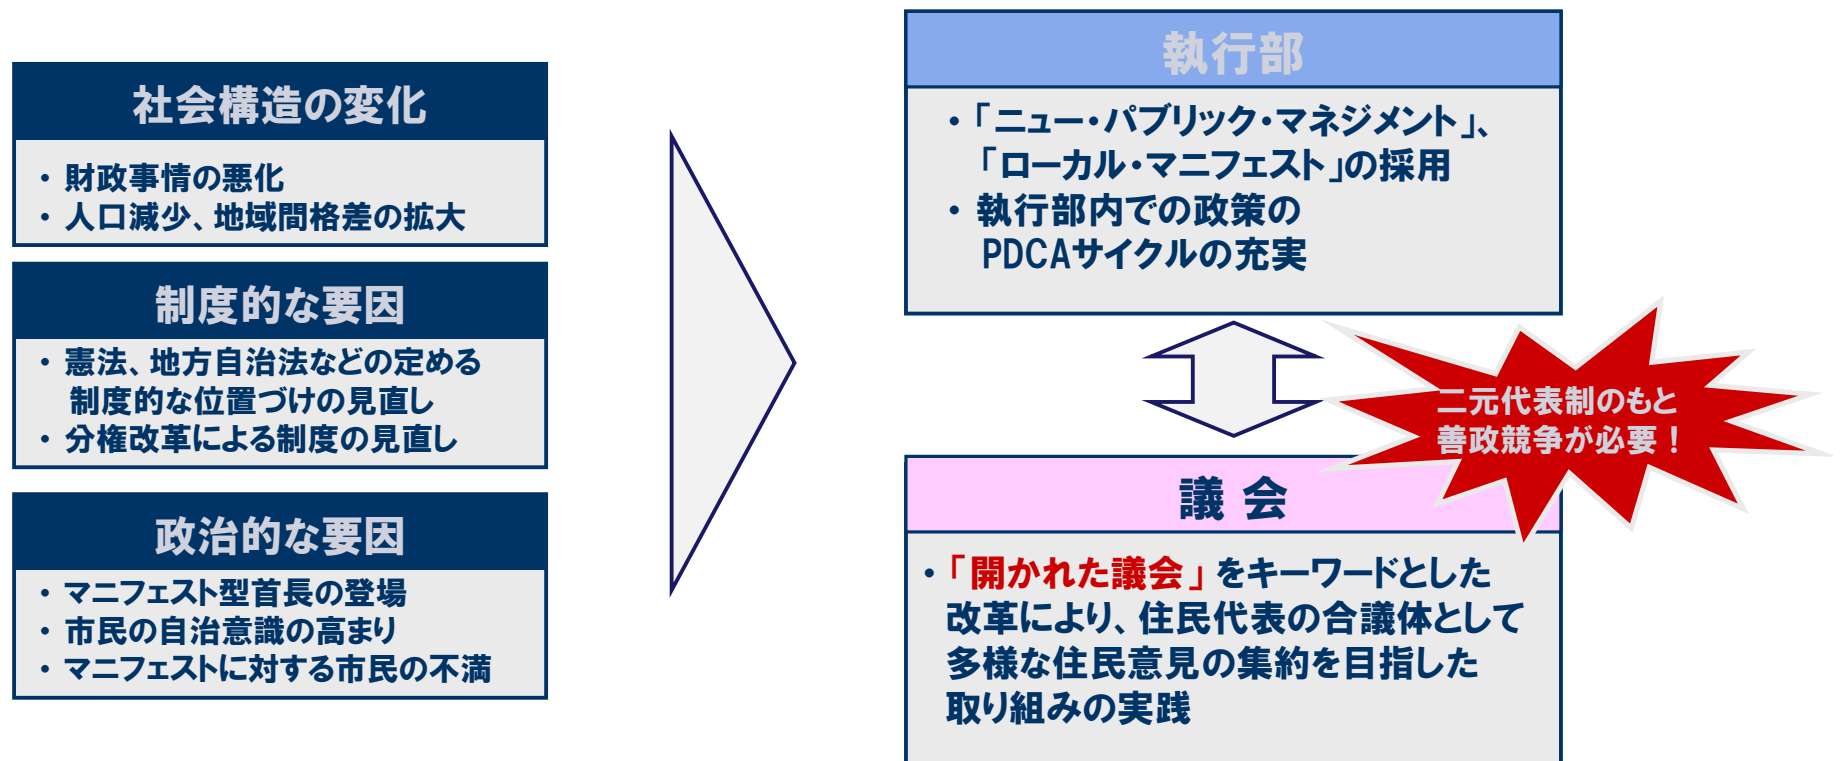 社会構造の変化
・ 財政事情の悪化
・ 人口減少、地域間格差の拡大
制度的な要因
・ 憲法、地方自治法などの定める
制度的な位置づけの見直し
・ 分権改革による制度の見直し
政治的な要因
・ マニフェスト型首長の登場
・ 市民の自治意識の高まり
・ マニフェストに対する市民の不満
執行部
・「ニュー・パブリック・マネジメント」、
「ローカル・マニフェスト」の採用
・ 執行部内での政策の
PDCAサイクルの充実
二元代表制のもと
善政競争が必要！
議 会
・「開かれた議会」をキーワードとした
改革により、住民代表の合議体として
多様な住民意見の集約を目指した
取り組みの実践